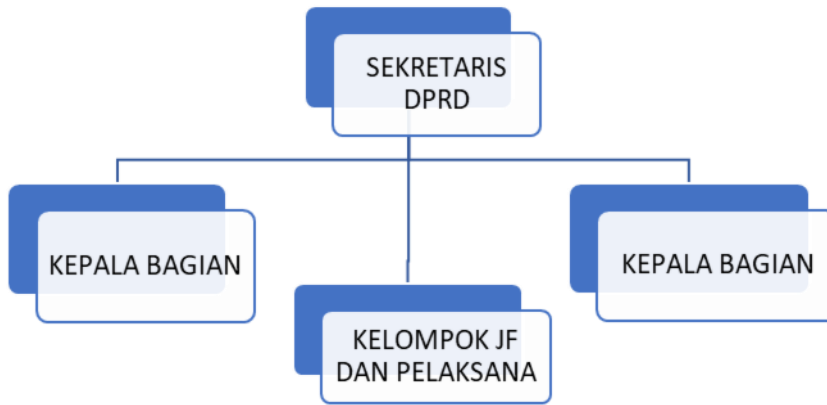 SEKRETARIS
DPRD
KEPALA BAGIAN
KEPALA BAGIAN
KELOMPOK JF
DAN PELAKSANA